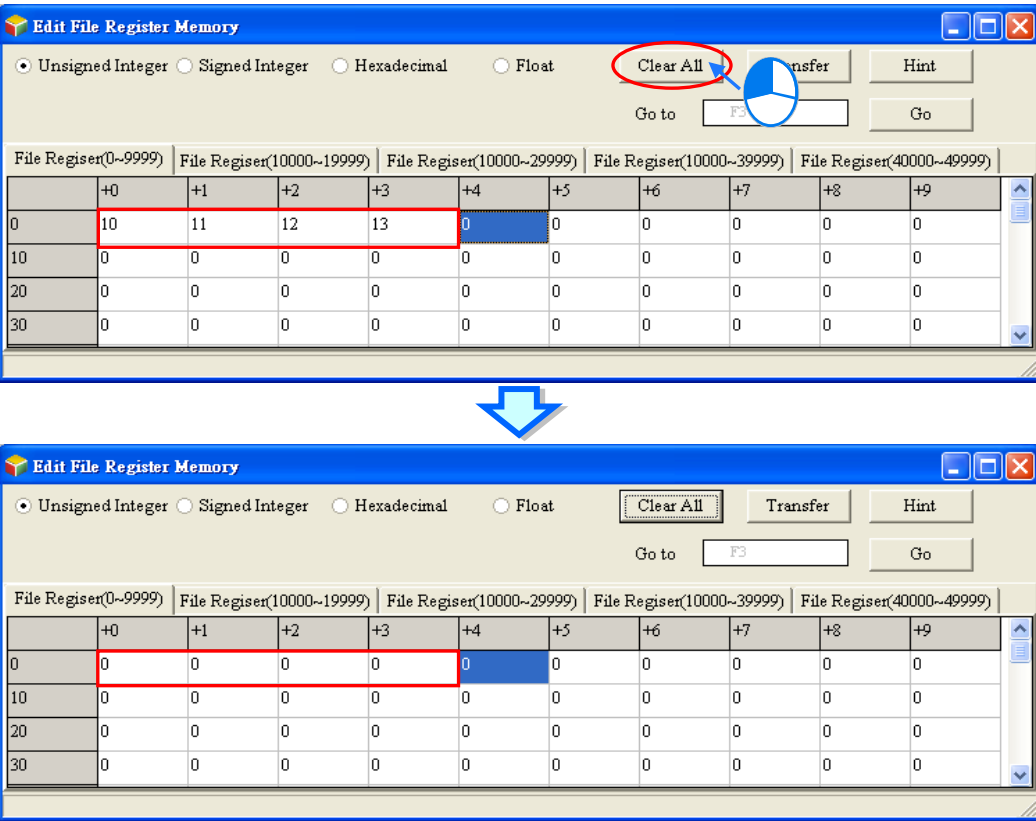 Edit File Register Memory
Unsigned Integer Signed Integer Hexadecimal Float Clear All Hint
Go to F3 Go
File Regiser(0~9999) File Regiser(10000~19999) File Regiser(10000~29999) File Regiser(10000~39999) File Regiser(40000~49999)
+0 +1 +2 +3 +4 +5 +6 +7 +8 +9
0 10 11 12 13 0 0 0 0 0 0
10 0 0 0 0 0 0 0 0 0 0
20 0 0 0 0 0 0 0 0 0 0
30 0 0 0 0 0 0 0 0 0 0
Edit File Register Memory
Unsigned Integer Signed Integer Hexadecimal Float Clear All Transfer Hint
Go to F3 Go
File Regiser(0~9999) File Regiser(10000~19999) File Regiser(10000~29999) File Regiser(10000~39999) File Regiser(40000~49999)
+0 +1 +2 +3 +4 +5 +6 +7 +8 +9
0 0 0 0 0 0 0 0 0 0 0
10 0 0 0 0 0 0 0 0 0 0
20 0 0 0 0 0 0 0 0 0 0
30 0 0 0 0 0 0 0 0 0 0